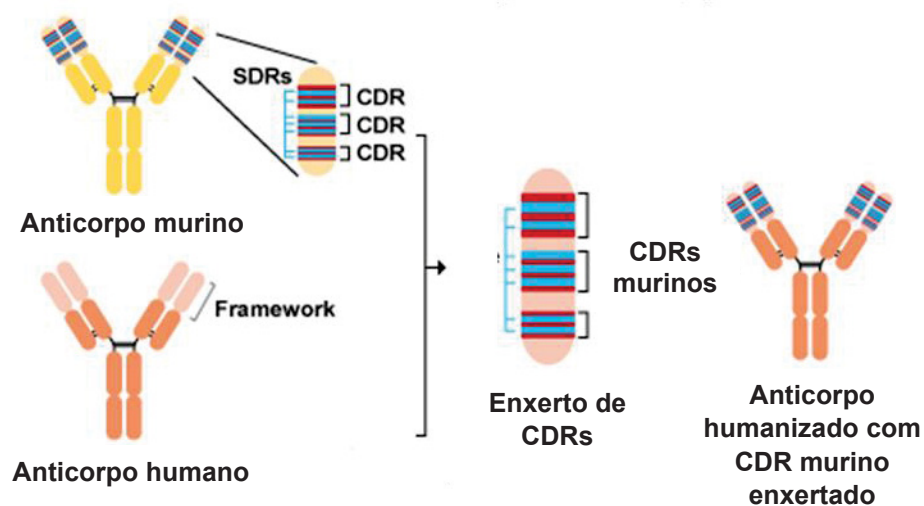 SDRs
CDR
CDR
CDR
Anticorpo murino
Framework
Anticorpo humano
CDRs
murinos
Enxerto de
CDRs
Anticorpo
humanizado com
CDR murino
enxertado